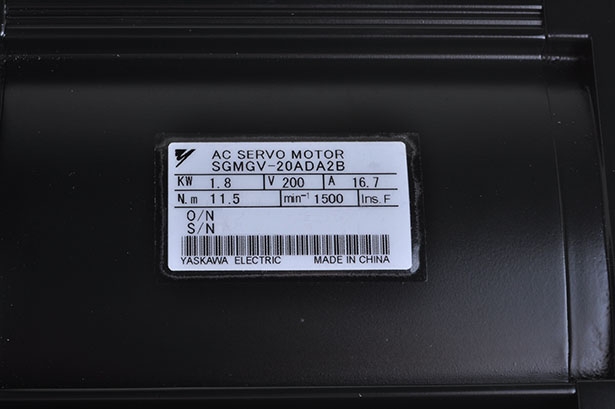 AC SERVO MOTOR
SGMGV-20ADA2B
KW 1.8 V 200 A 16.7
N.m 11.5 min⁻¹ 1500 Ins.F
O/N
S/N
YASKAWA ELECTRIC MADE IN CHINA